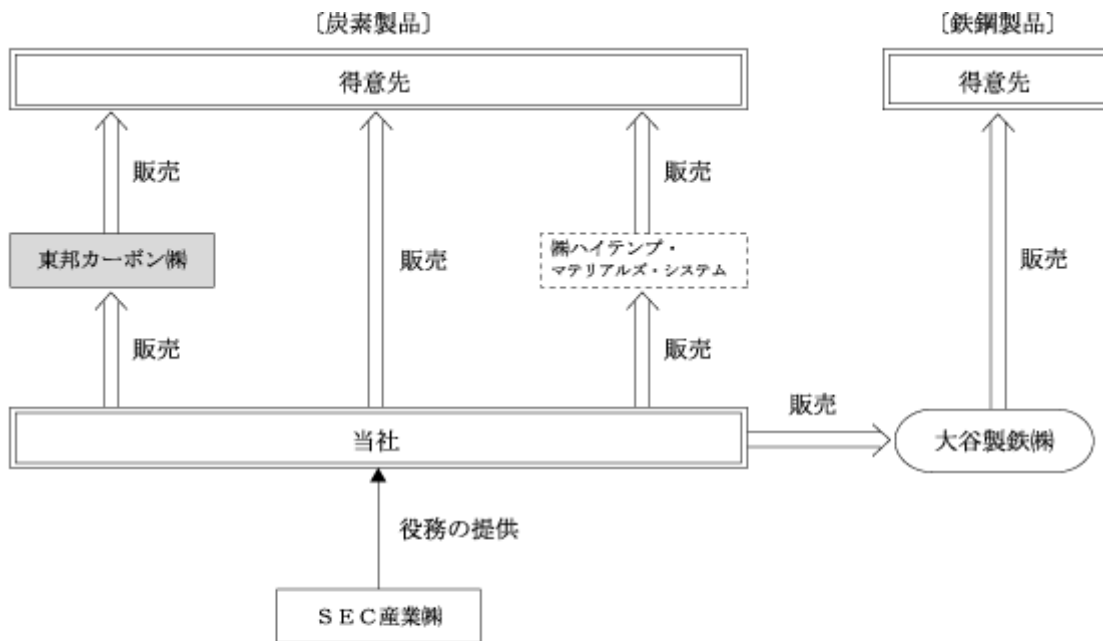 〔炭素製品〕
〔鉄鋼製品〕
得意先
得意先
販売
販売
東邦カーボン㈱
販売
㈱ハイテンプ・
マテリアルズ・システム
販売
販売
販売
販売
当社
大谷製鉄㈱
役務の提供
ＳＥＣ産業㈱